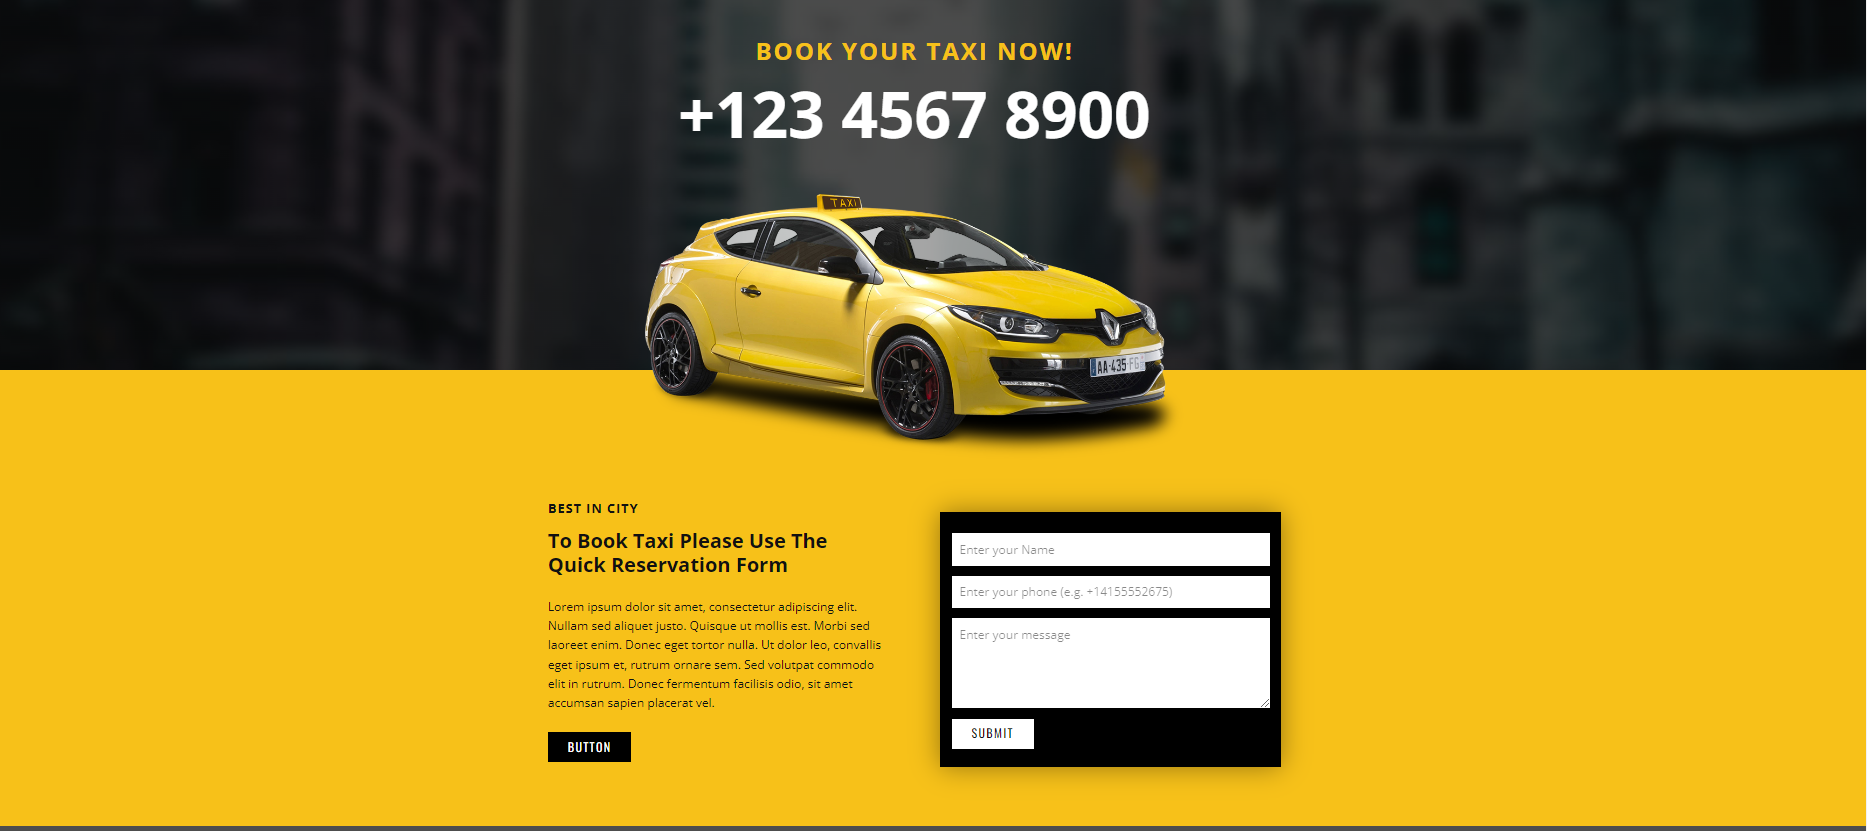 BOOK YOUR TAXI NOW!
+123 4567 8900
TAXI
AA-435-FG
BEST IN CITY
To Book Taxi Please Use The
Quick Reservation Form
Lorem ipsum dolor sit amet, consectetur adipiscing elit.
Nullam sed aliquet justo. Quisque ut mollis est. Morbi sed
laoreet enim. Donec eget tortor nulla. Ut dolor leo, convallis
eget ipsum et, rutrum ornare sem. Sed volutpat commodo
elit in rutrum. Donec fermentum facilisis odio, sit amet
accumsan sapien placerat vel.
BUTTON
Enter your Name
Enter your phone (e.g. +14155552675)
Enter your message
SUBMIT